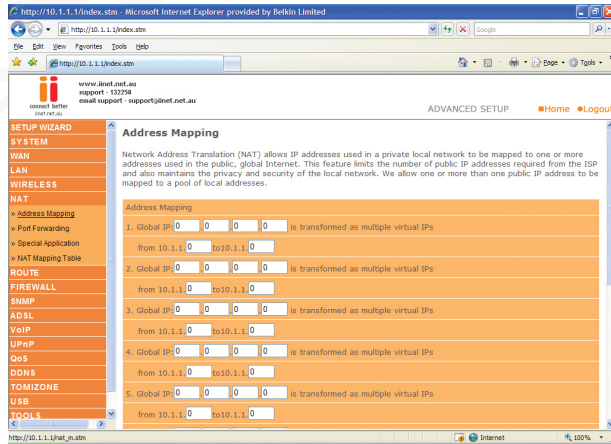 http://10.1.1.1/index.stm - Microsoft Internet Explorer provided by Belkin Limited
http://10.1.1.1/index.stm
Google
File Edit View Favorites Tools Help
http://10.1.1.1/index.stm
Page Tools
www.iinet.net.au
support - 132258
email support - support@iinet.net.au
connect better
iinet.net.au
ADVANCED SETUP Home Logout
SETUP WIZARD
SYSTEM
WAN
LAN
WIRELESS
NAT
» Address Mapping
» Port Forwarding
» Special Application
» NAT Mapping Table
ROUTE
FIREWALL
SNMP
ADSL
VoIP
UPnP
QoS
DDNS
TOMIZONE
USB
TOOLS
Address Mapping
Network Address Translation (NAT) allows IP addresses used in a private local network to be mapped to one or more
addresses used in the public, global Internet. This feature limits the number of public IP addresses required from the ISP
and also maintains the privacy and security of the local network. We allow one or more than one public IP address to be
mapped to a pool of local addresses.
Address Mapping
1. Global IP: 0 . 0 . 0 . 0 is transformed as multiple virtual IPs
from 10.1.1. 0 to10.1.1. 0
2. Global IP: 0 . 0 . 0 . 0 is transformed as multiple virtual IPs
from 10.1.1. 0 to10.1.1. 0
3. Global IP: 0 . 0 . 0 . 0 is transformed as multiple virtual IPs
from 10.1.1. 0 to10.1.1. 0
4. Global IP: 0 . 0 . 0 . 0 is transformed as multiple virtual IPs
from 10.1.1. 0 to10.1.1. 0
5. Global IP: 0 . 0 . 0 . 0 is transformed as multiple virtual IPs
from 10.1.1. 0 to10.1.1. 0
http://10.1.1.1/nat_m.stm Internet 100%